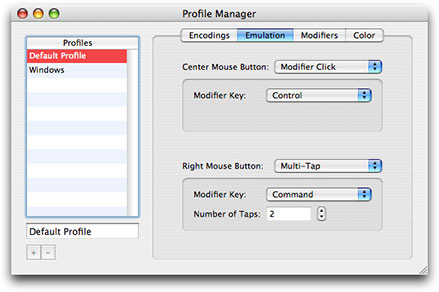 Profile Manager
Profiles
Default Profile
Windows
Default Profile
+ -
Encodings Emulation Modifiers Color
Center Mouse Button: Modifier Click
Modifier Key: Control
Right Mouse Button: Multi-Tap
Modifier Key: Command
Number of Taps: 2